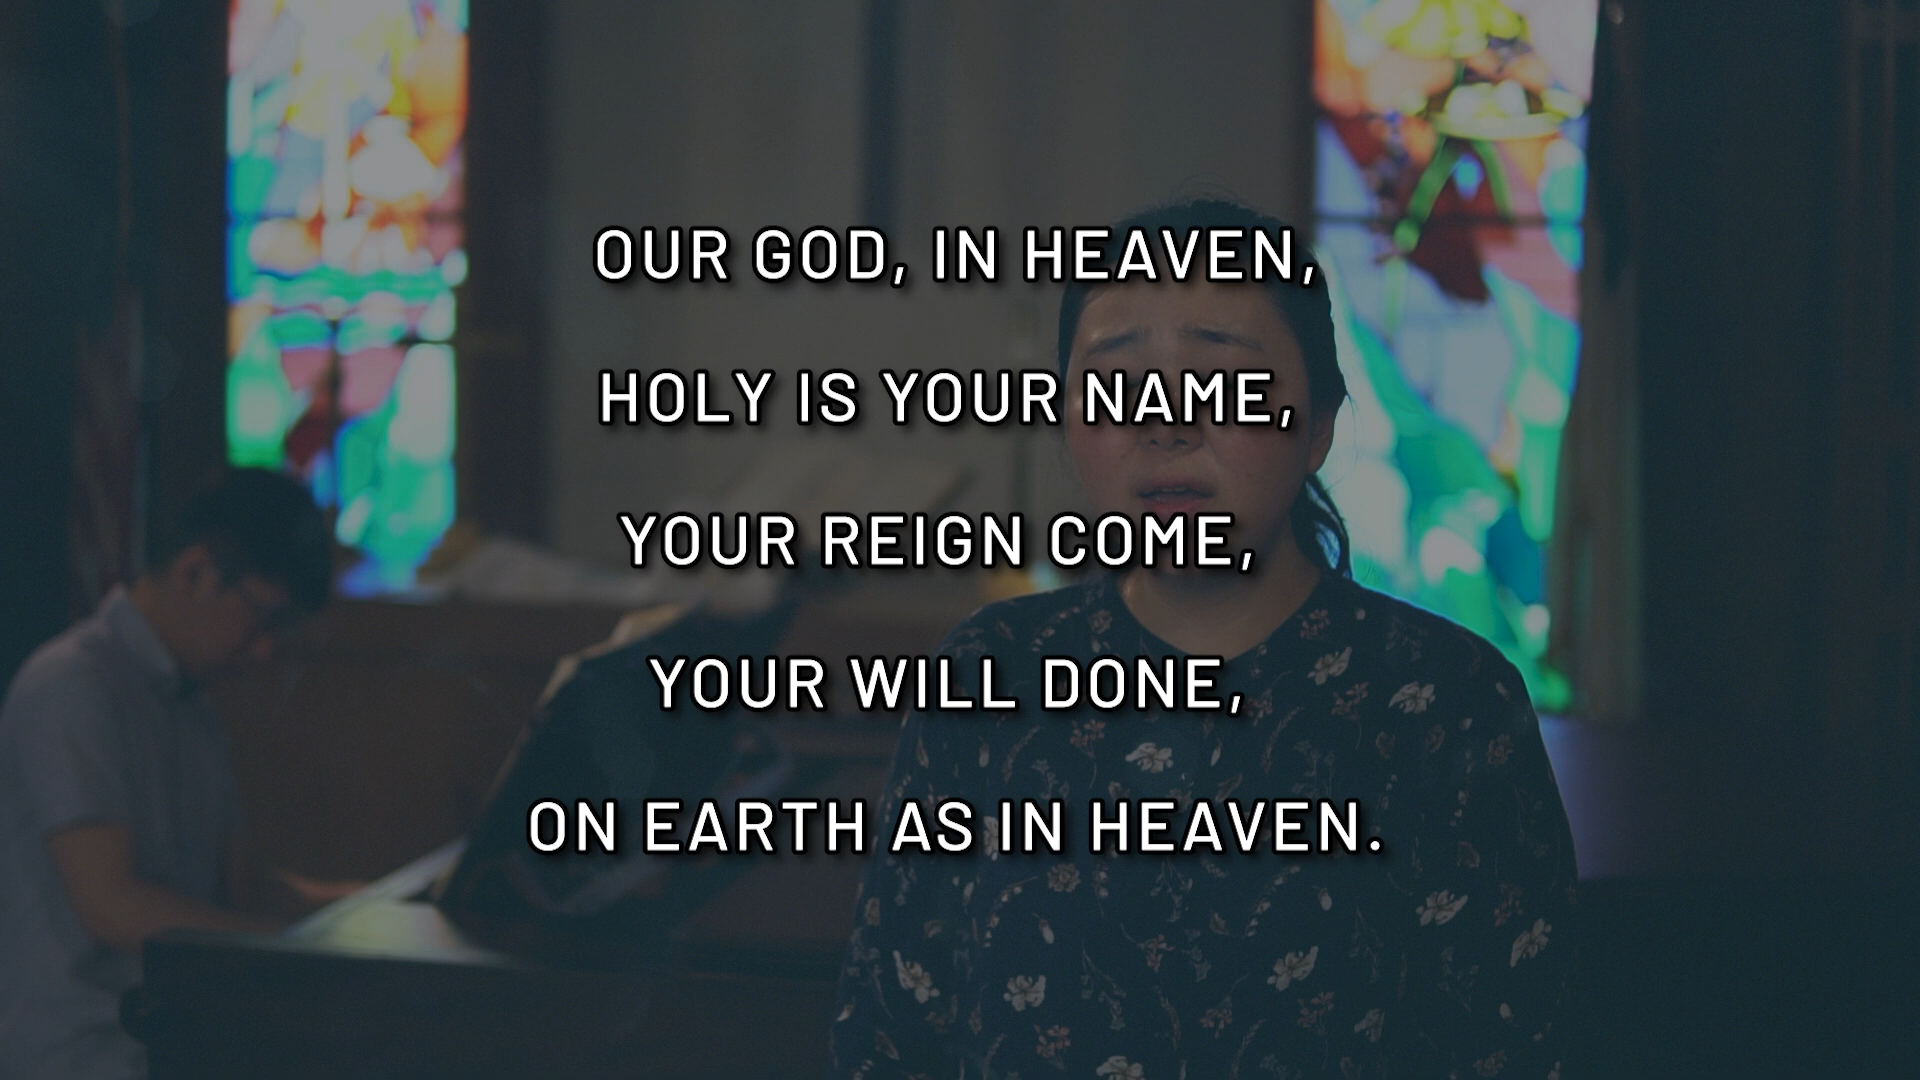 OUR GOD, IN HEAVEN,
HOLY IS YOUR NAME,
YOUR REIGN COME,
YOUR WILL DONE,
ON EARTH AS IN HEAVEN.